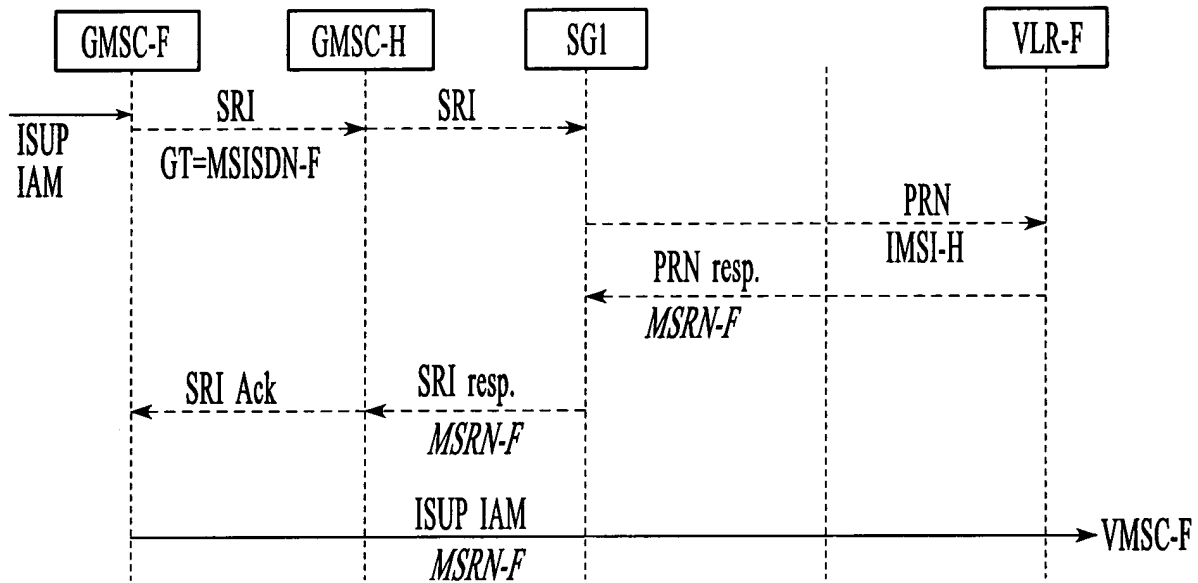 GMSC-F
GMSC-H
SG1
VLR-F
ISUP
IAM
SRI
GT=MSISDN-F
SRI
PRN
IMSI-H
PRN resp.
MSRN-F
SRI Ack
SRI resp.
MSRN-F
ISUP IAM
MSRN-F
VMSC-F